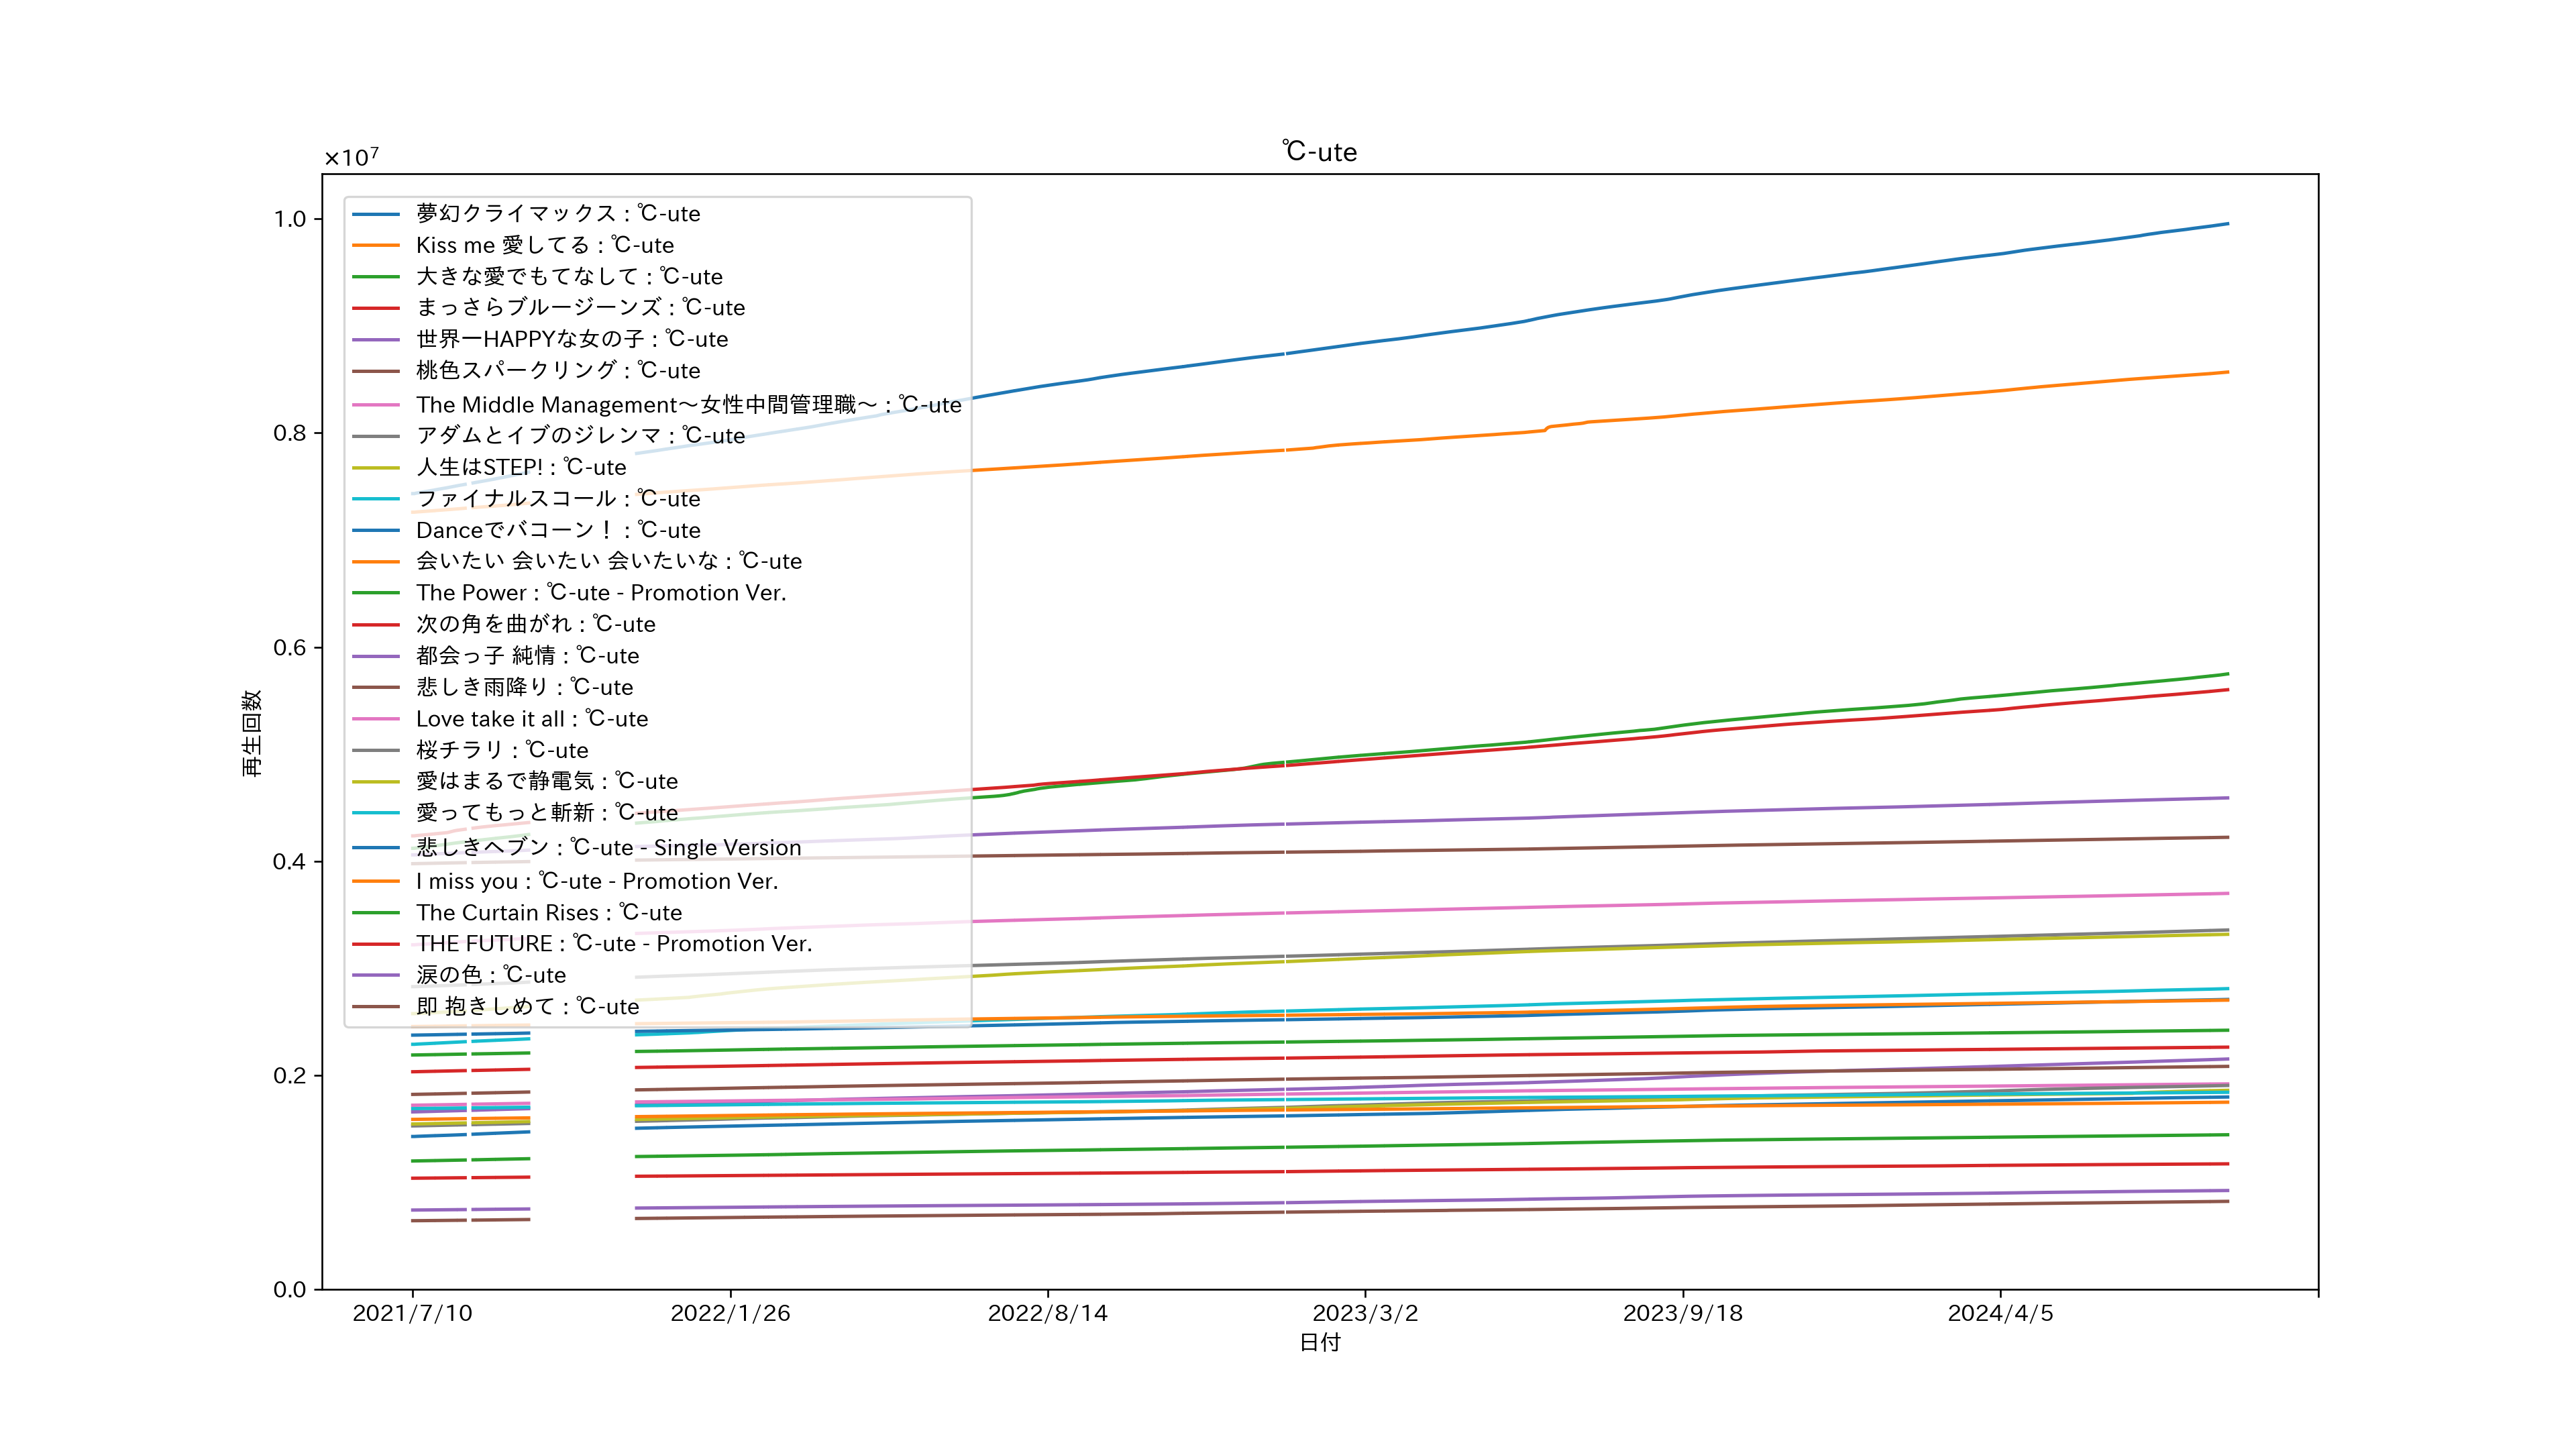 ℃-ute
×10⁷
1.0
0.8
0.6
0.4
0.2
0.0
再生回数
夢幻クライマックス : ℃-ute
Kiss me 愛してる : ℃-ute
大きな愛でもてなして : ℃-ute
まっさらブルージーンズ : ℃-ute
世界一HAPPYな女の子 : ℃-ute
桃色スパークリング : ℃-ute
The Middle Management～女性中間管理職～ : ℃-ute
アダムとイブのジレンマ : ℃-ute
人生はSTEP! : ℃-ute
ファイナルスコール : ℃-ute
Danceでバコーン！ : ℃-ute
会いたい 会いたい 会いたいな : ℃-ute
The Power : ℃-ute - Promotion Ver.
次の角を曲がれ : ℃-ute
都会っ子 純情 : ℃-ute
悲しき雨降り : ℃-ute
Love take it all : ℃-ute
桜チラリ : ℃-ute
愛はまるで静電気 : ℃-ute
愛ってもっと斬新 : ℃-ute
悲しきヘブン : ℃-ute - Single Version
I miss you : ℃-ute - Promotion Ver.
The Curtain Rises : ℃-ute
THE FUTURE : ℃-ute - Promotion Ver.
涙の色 : ℃-ute
即 抱きしめて : ℃-ute
2021/7/10 2022/1/26 2022/8/14 2023/3/2 2023/9/18 2024/4/5
日付